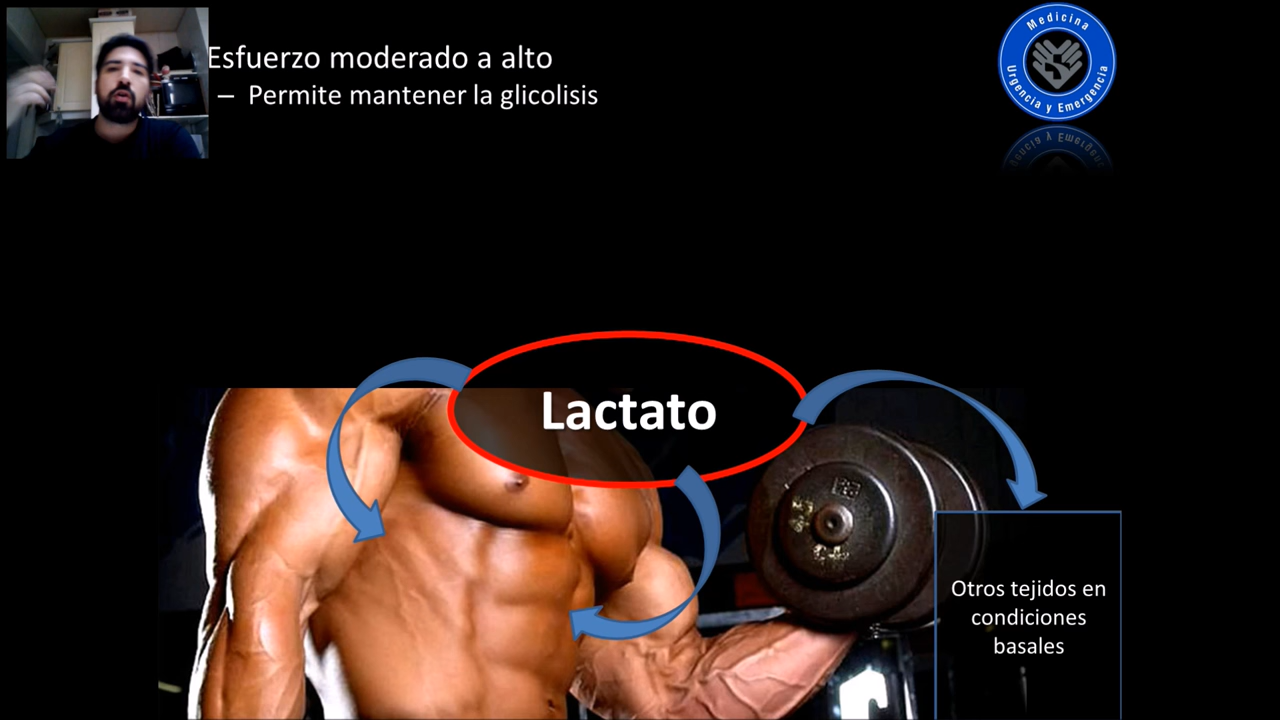 Esfuerzo moderado a alto
– Permite mantener la glicolisis
Medicina
Urgencia y Emergencia
Lactato
Otros tejidos en
condiciones
basales